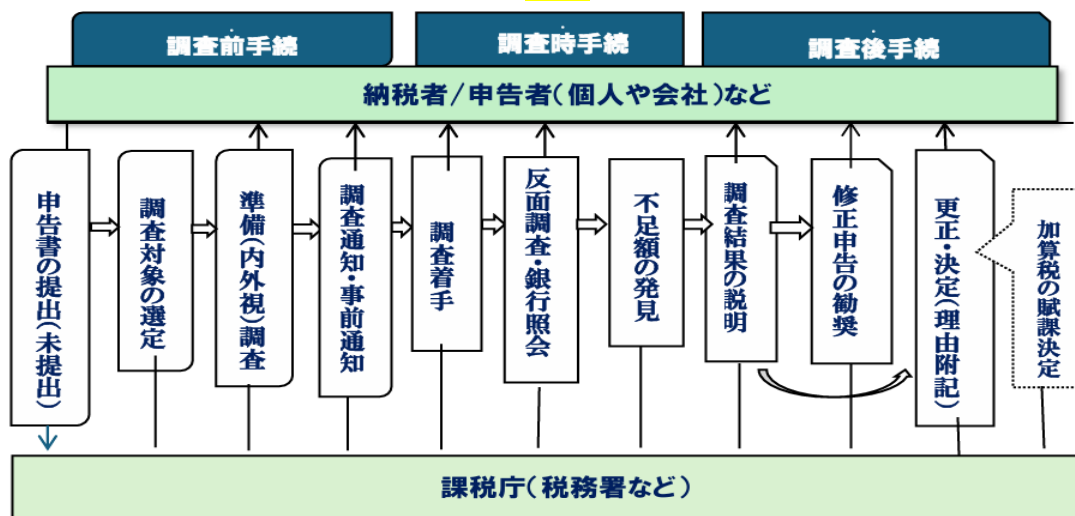 調査前手続
調査時手続
調査後手続
納税者/申告者(個人や会社)など
申告書の提出(未提出)
調査対象の選定
準備(内外視)調査
調査通知・事前通知
調査着手
反面調査・銀行照会
不足額の発見
調査結果の説明
修正申告の勧奨
更正・決定(理由附記)
加算税の賦課決定
課税庁(税務署など)